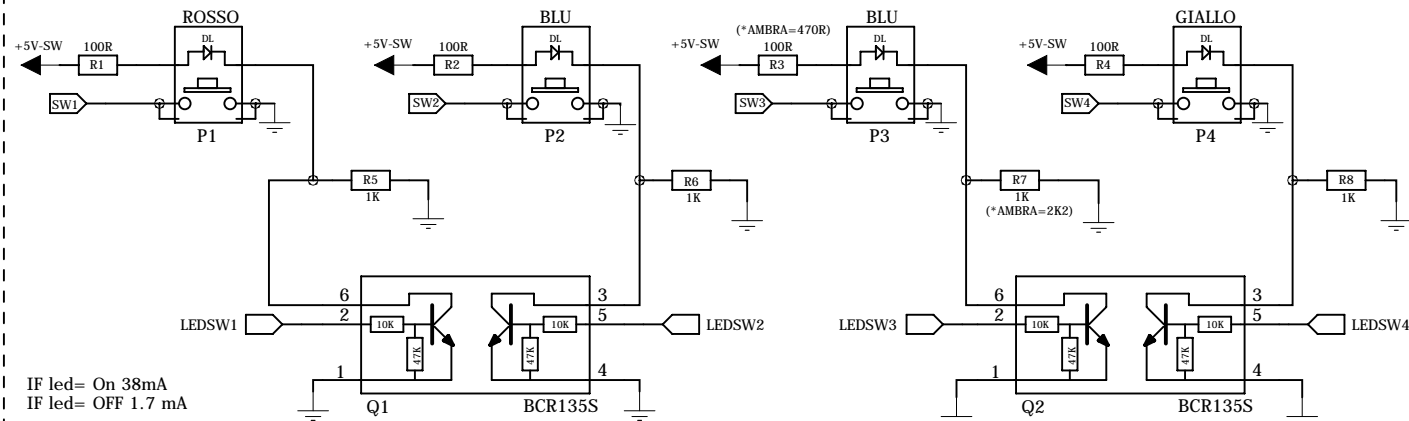 ROSSO
BLU
BLU
GIALLO
+5V-SW
100R
R1
DL
+5V-SW
100R
R2
DL
+5V-SW
(*AMBRA=470R)
100R
R3
DL
+5V-SW
100R
R4
DL
SW1
P1
SW2
P2
SW3
P3
SW4
P4
R5
1K
R6
1K
R7
1K
(*AMBRA=2K2)
R8
1K
6
3
6
3
LEDSW1
2
10K
10K
5
LEDSW2
LEDSW3
2
10K
10K
5
LEDSW4
47K
47K
47K
47K
1
4
1
4
IF led= On 38mA
IF led= OFF 1.7 mA
Q1
BCR135S
Q2
BCR135S